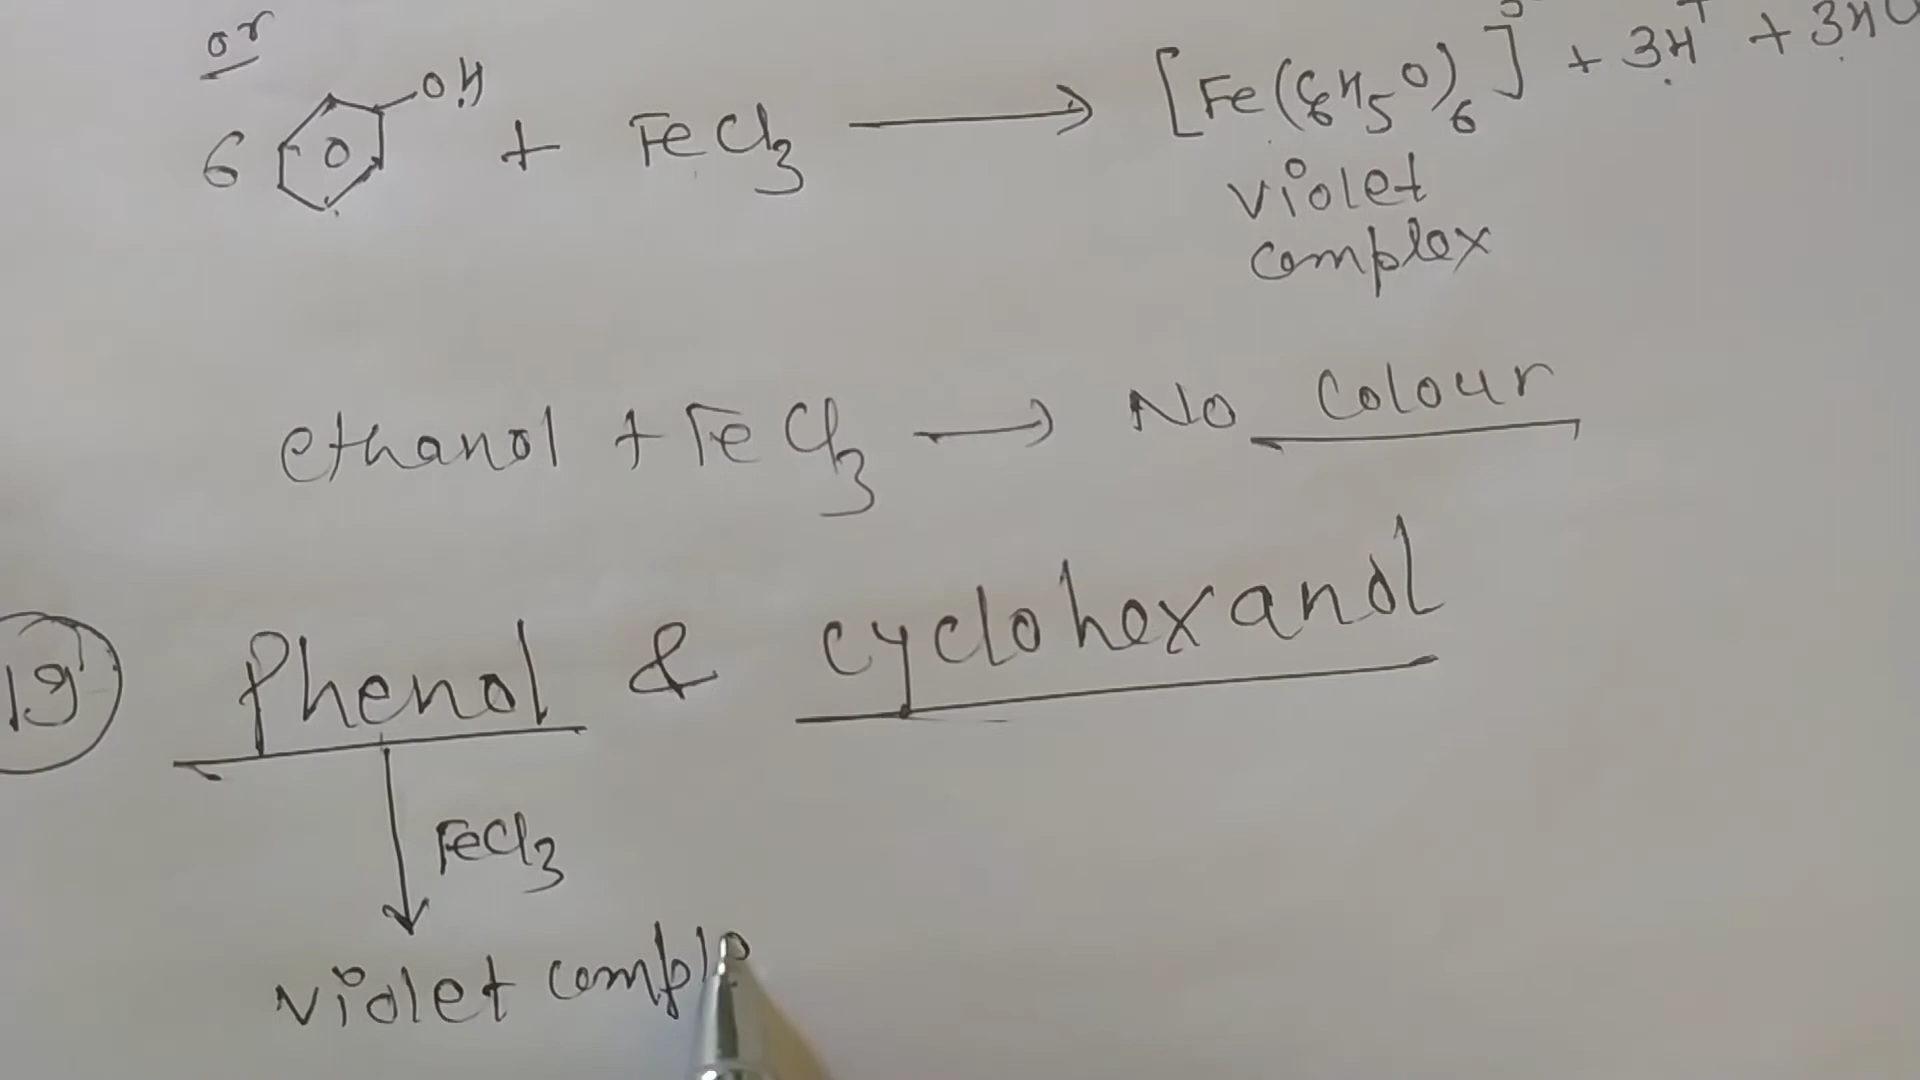 or
6 OH + FeCl3 → [Fe(C6H5O)6]3- + 3H+ + 3HC
violet
complex
ethanol + FeCl3 → No Colour
19 Phenol & cyclohexanol
FeCl3
violet comple